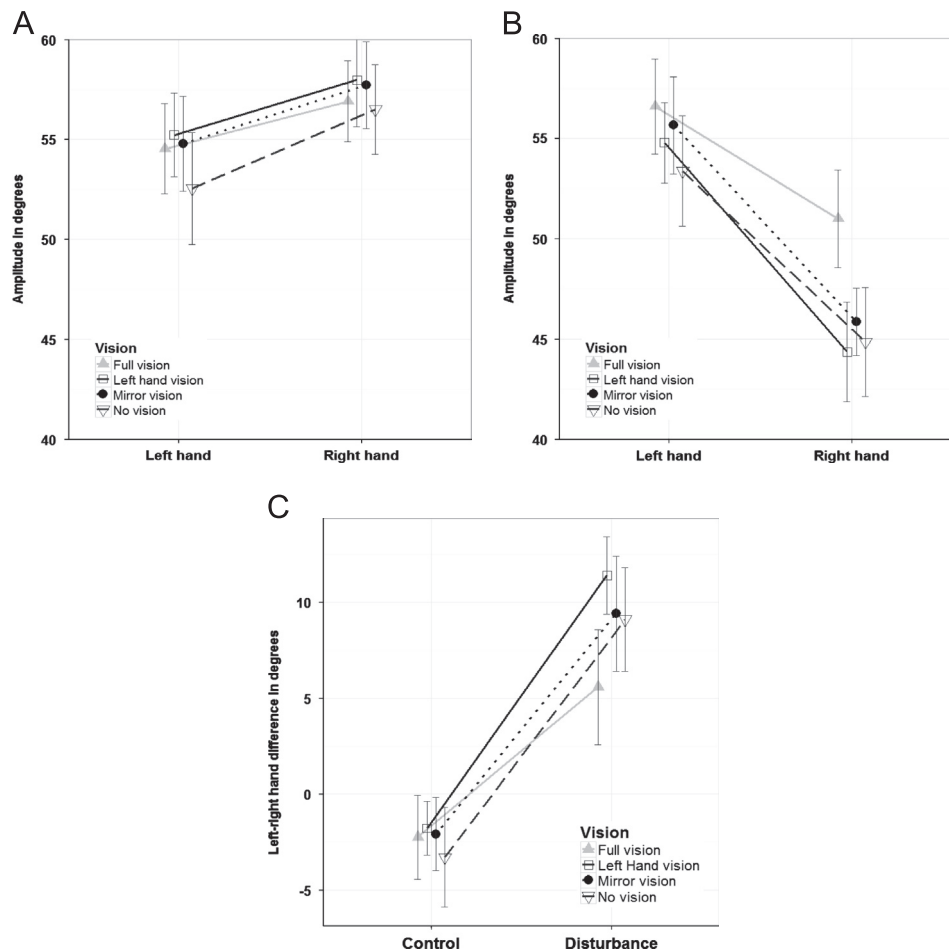 A
60
55
50
45
40
Amplitude in degrees
Vision
Full vision
Left hand vision
Mirror vision
No vision
Left hand
Right hand
B
60
55
50
45
40
Amplitude in degrees
Vision
Full vision
Left hand vision
Mirror vision
No vision
Left hand
Right hand
C
10
5
0
-5
Left-right hand difference in degrees
Vision
Full vision
Left Hand vision
Mirror vision
No vision
Control
Disturbance